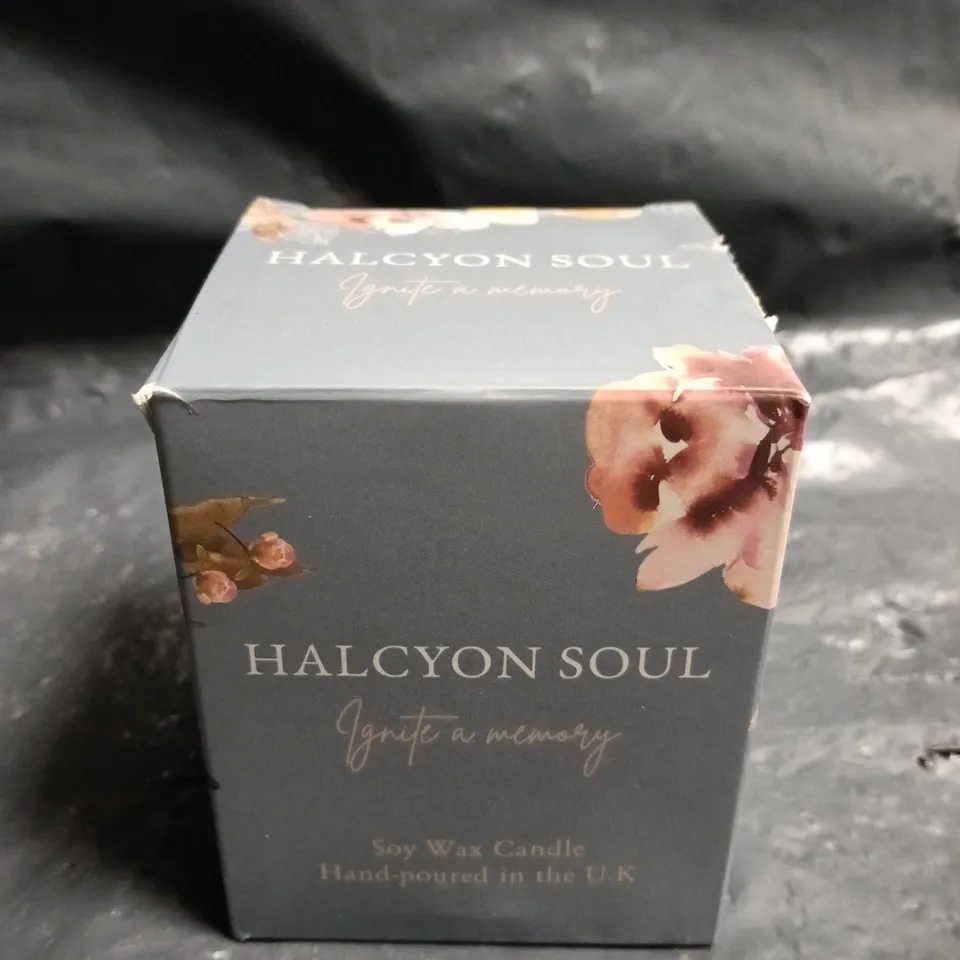 HALCYON SOUL
Ignite a memory
HALCYON SOUL
Ignite a memory
Soy Wax Candle
Hand-poured in the U.K